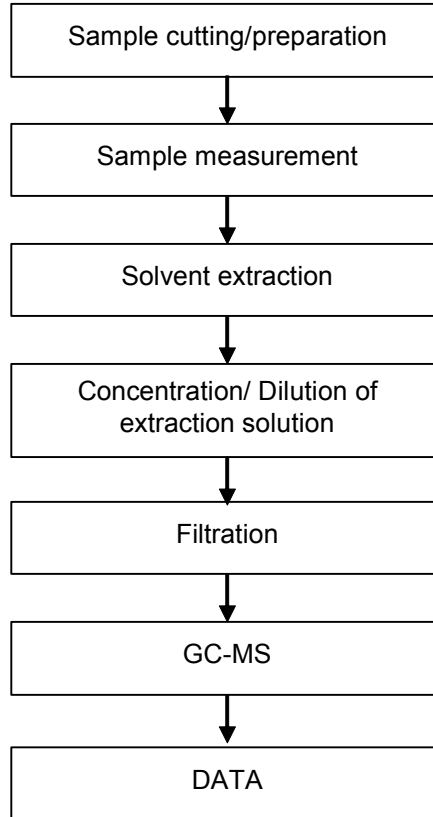 Sample cutting/preparation
Sample measurement
Solvent extraction
Concentration/ Dilution of
extraction solution
Filtration
GC-MS
DATA